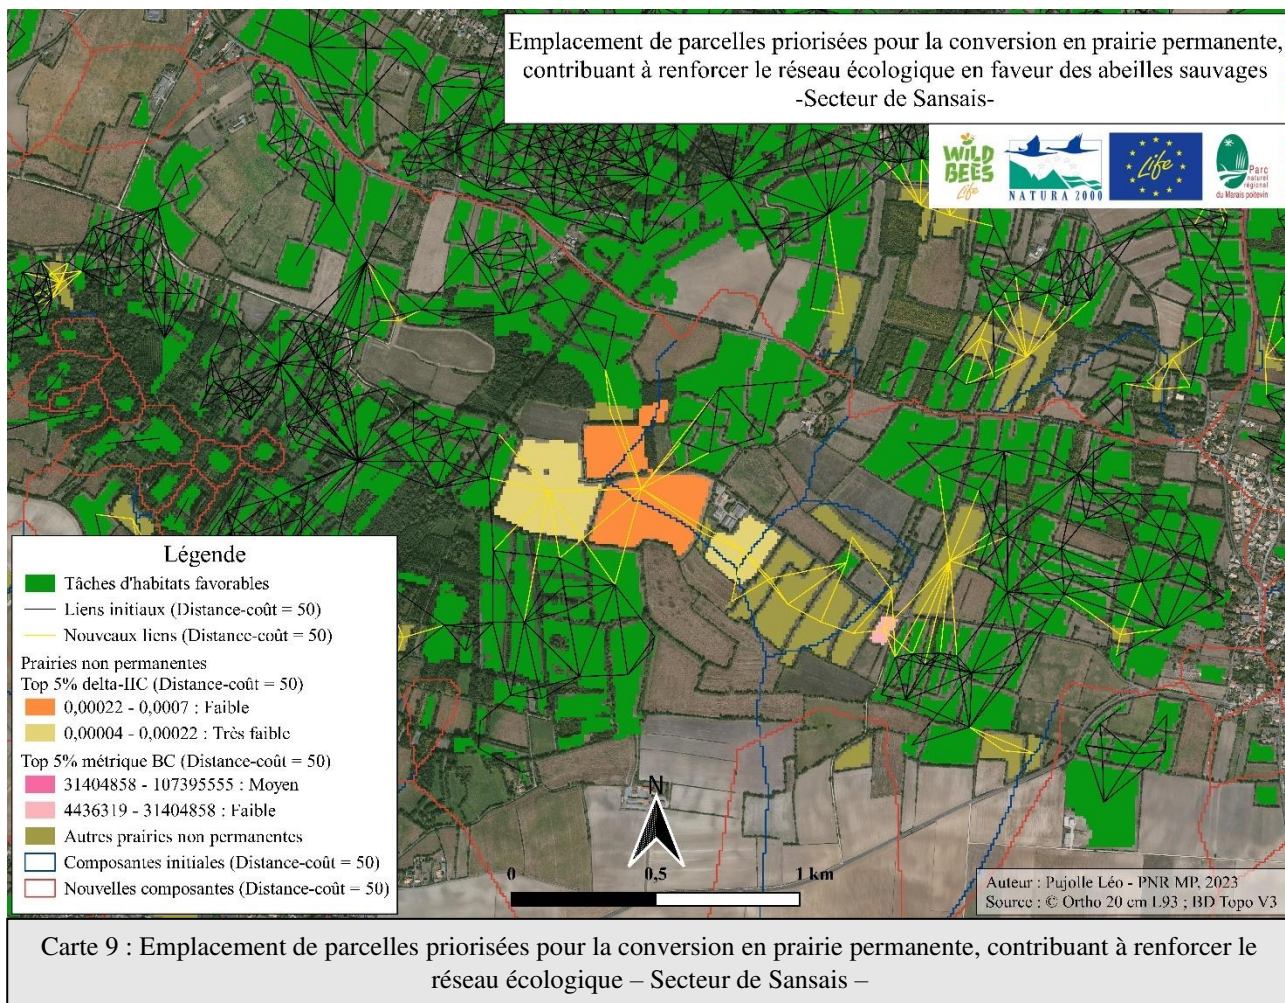 Emplacement de parcelles priorisées pour la conversion en prairie permanente,
contribuant à renforcer le réseau écologique en faveur des abeilles sauvages
-Secteur de Sansais-
WILD
BEES
Life
NATURA 2000
Life
Parc
naturel
régional
du Marais poitevin
Légende
Tâches d'habitats favorables
Liens initiaux (Distance-coût = 50)
Nouveaux liens (Distance-coût = 50)
Prairies non permanentes
Top 5% delta-IIC (Distance-coût = 50)
0,00022 - 0,0007 : Faible
0,00004 - 0,00022 : Très faible
Top 5% métrique BC (Distance-coût = 50)
31404858 - 107395555 : Moyen
4436319 - 31404858 : Faible
Autres prairies non permanentes
Composantes initiales (Distance-coût = 50)
Nouvelles composantes (Distance-coût = 50)
N
0 0,5 1 km
Auteur : Pujolle Léo - PNR MP, 2023
Source : © Ortho 20 cm L93 ; BD Topo V3
Carte 9 : Emplacement de parcelles priorisées pour la conversion en prairie permanente, contribuant à renforcer le
réseau écologique – Secteur de Sansais –